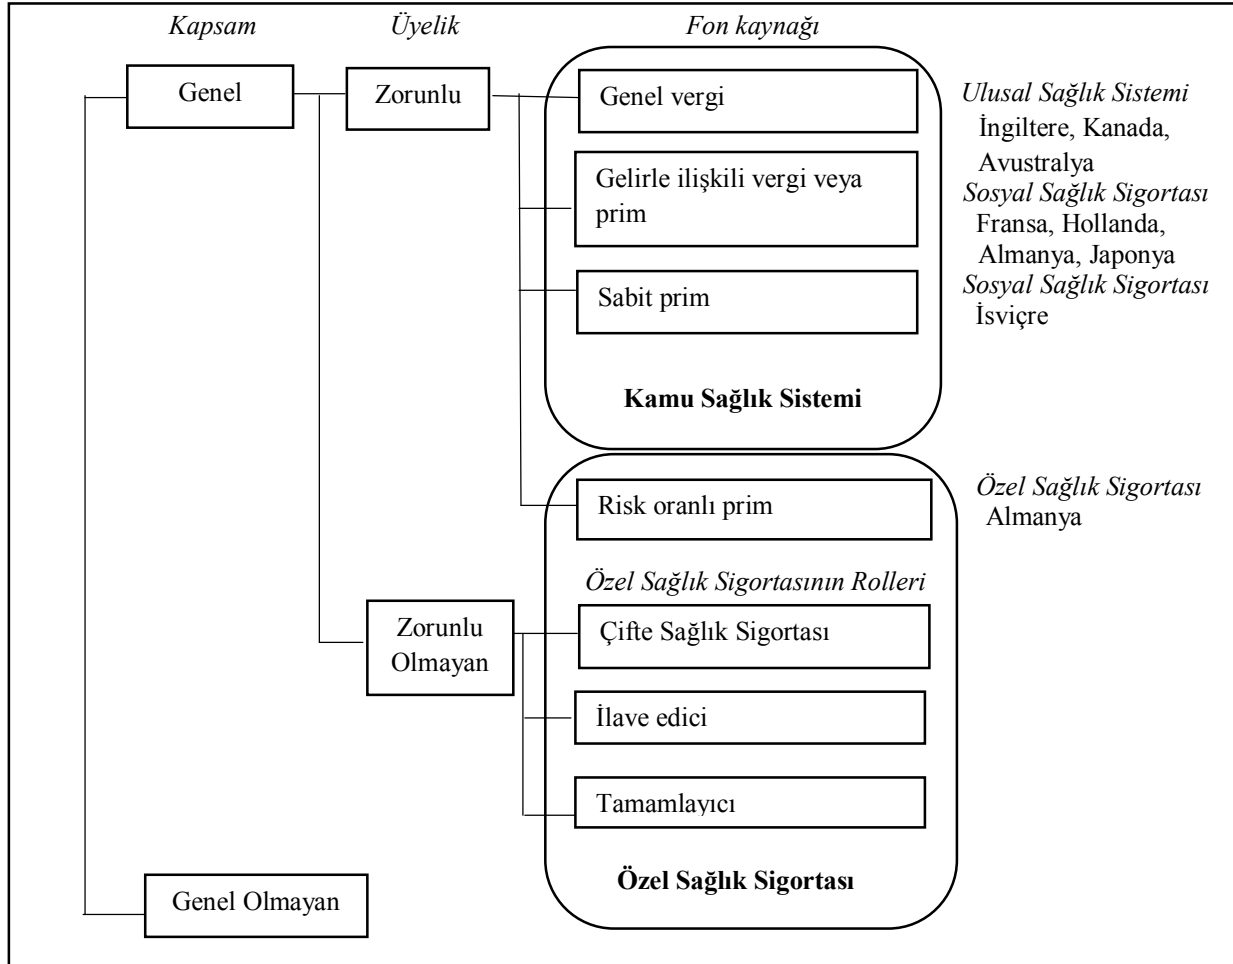 Kapsam Üyelik Fon kaynağı
Genel
Zorunlu
Genel vergi
Ulusal Sağlık Sistemi
İngiltere, Kanada,
Avustralya
Gelirle ilişkili vergi veya
prim
Sosyal Sağlık Sigortası
Fransa, Hollanda,
Almanya, Japonya
Sabit prim
Sosyal Sağlık Sigortası
İsviçre
Kamu Sağlık Sistemi
Risk oranlı prim
Özel Sağlık Sigortası
Almanya
Özel Sağlık Sigortasının Rolleri
Zorunlu
Olmayan
Çifte Sağlık Sigortası
İlave edici
Tamamlayıcı
Özel Sağlık Sigortası
Genel Olmayan